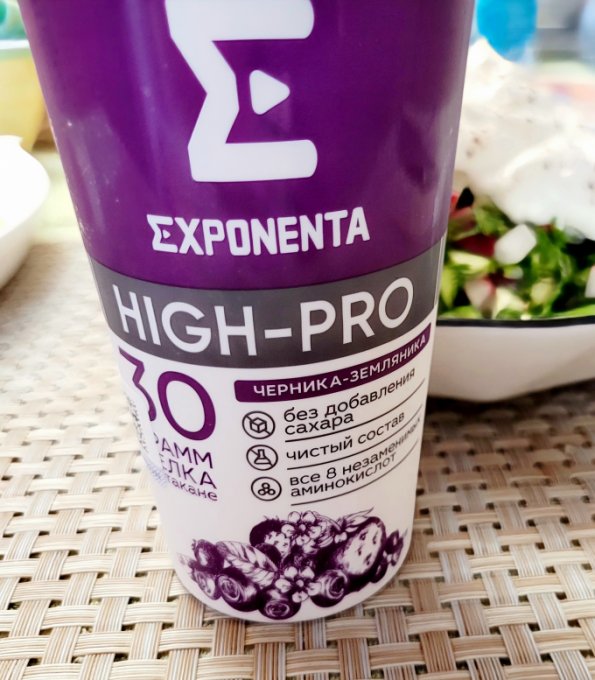 EXPONENTA
HIGH-PRO
30
ЧЕРНИКА-ЗЕМЛЯНИКА
без добавления
сахара
чистый состав
все 8 незаменимых
аминокислот